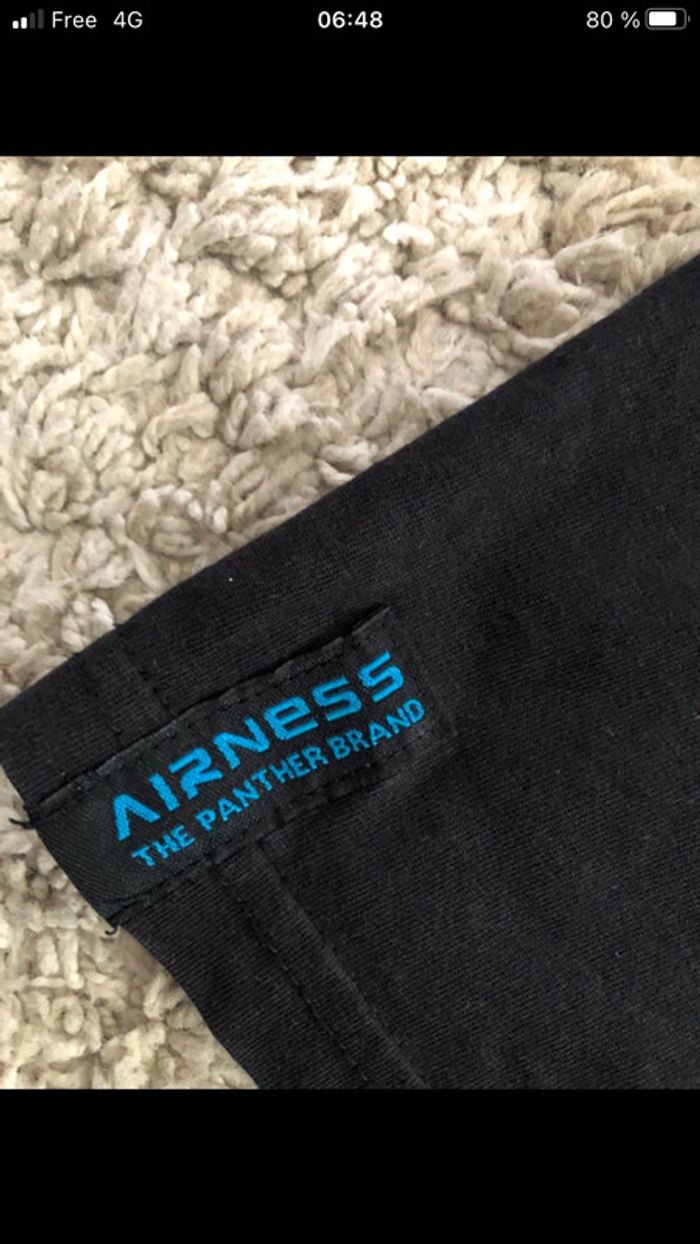 Free 4G 06:48 80 %
AIRNESS
THE PANTHER BRAND